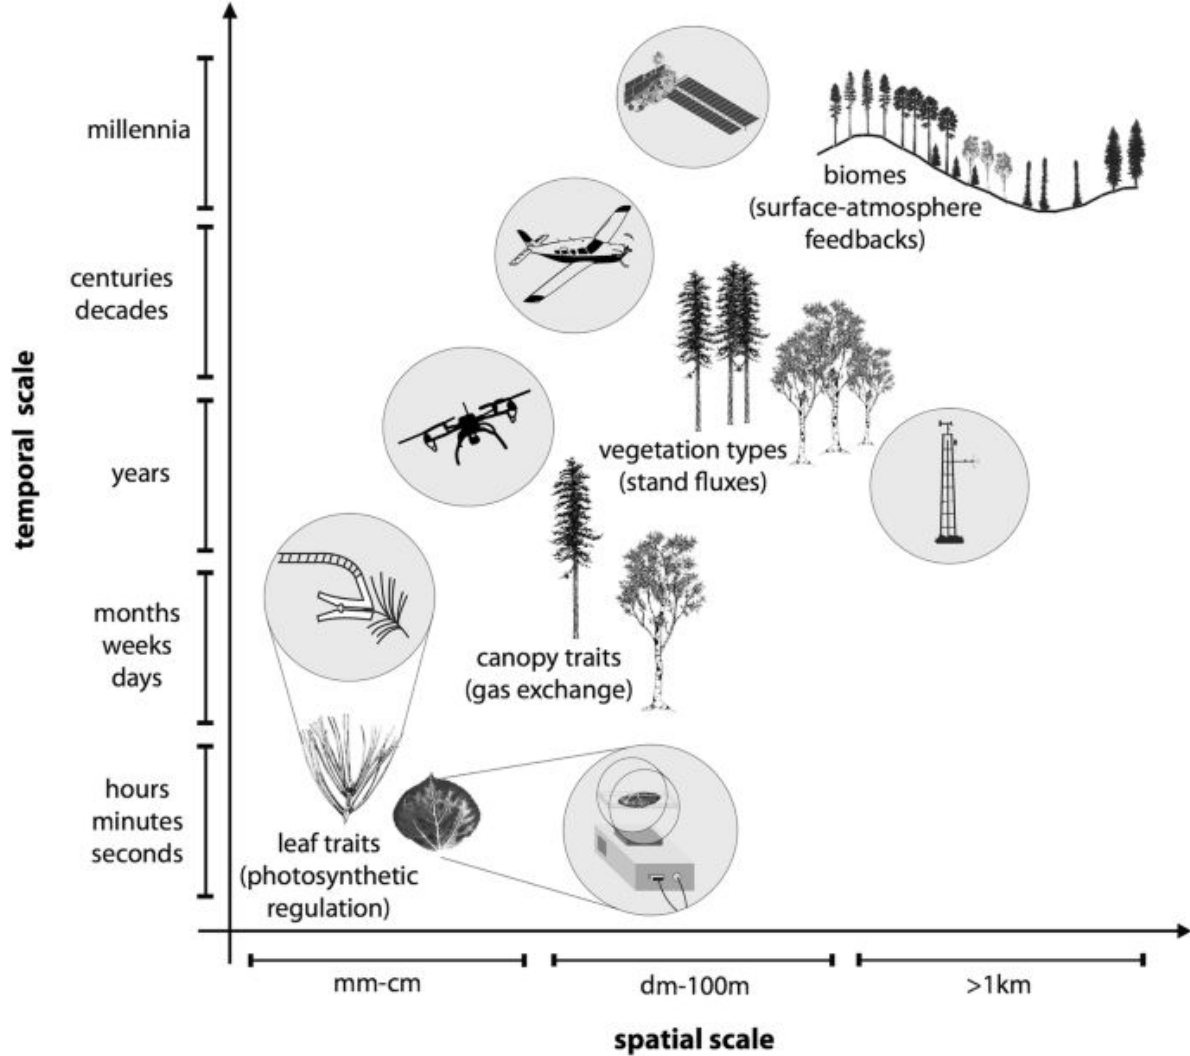 millennia
biomes
(surface-atmosphere
feedbacks)
centuries
decades
temporal scale
years
vegetation types
(stand fluxes)
months
weeks
days
canopy traits
(gas exchange)
hours
minutes
seconds
leaf traits
(photosynthetic
regulation)
mm-cm
dm-100m
>1km
spatial scale